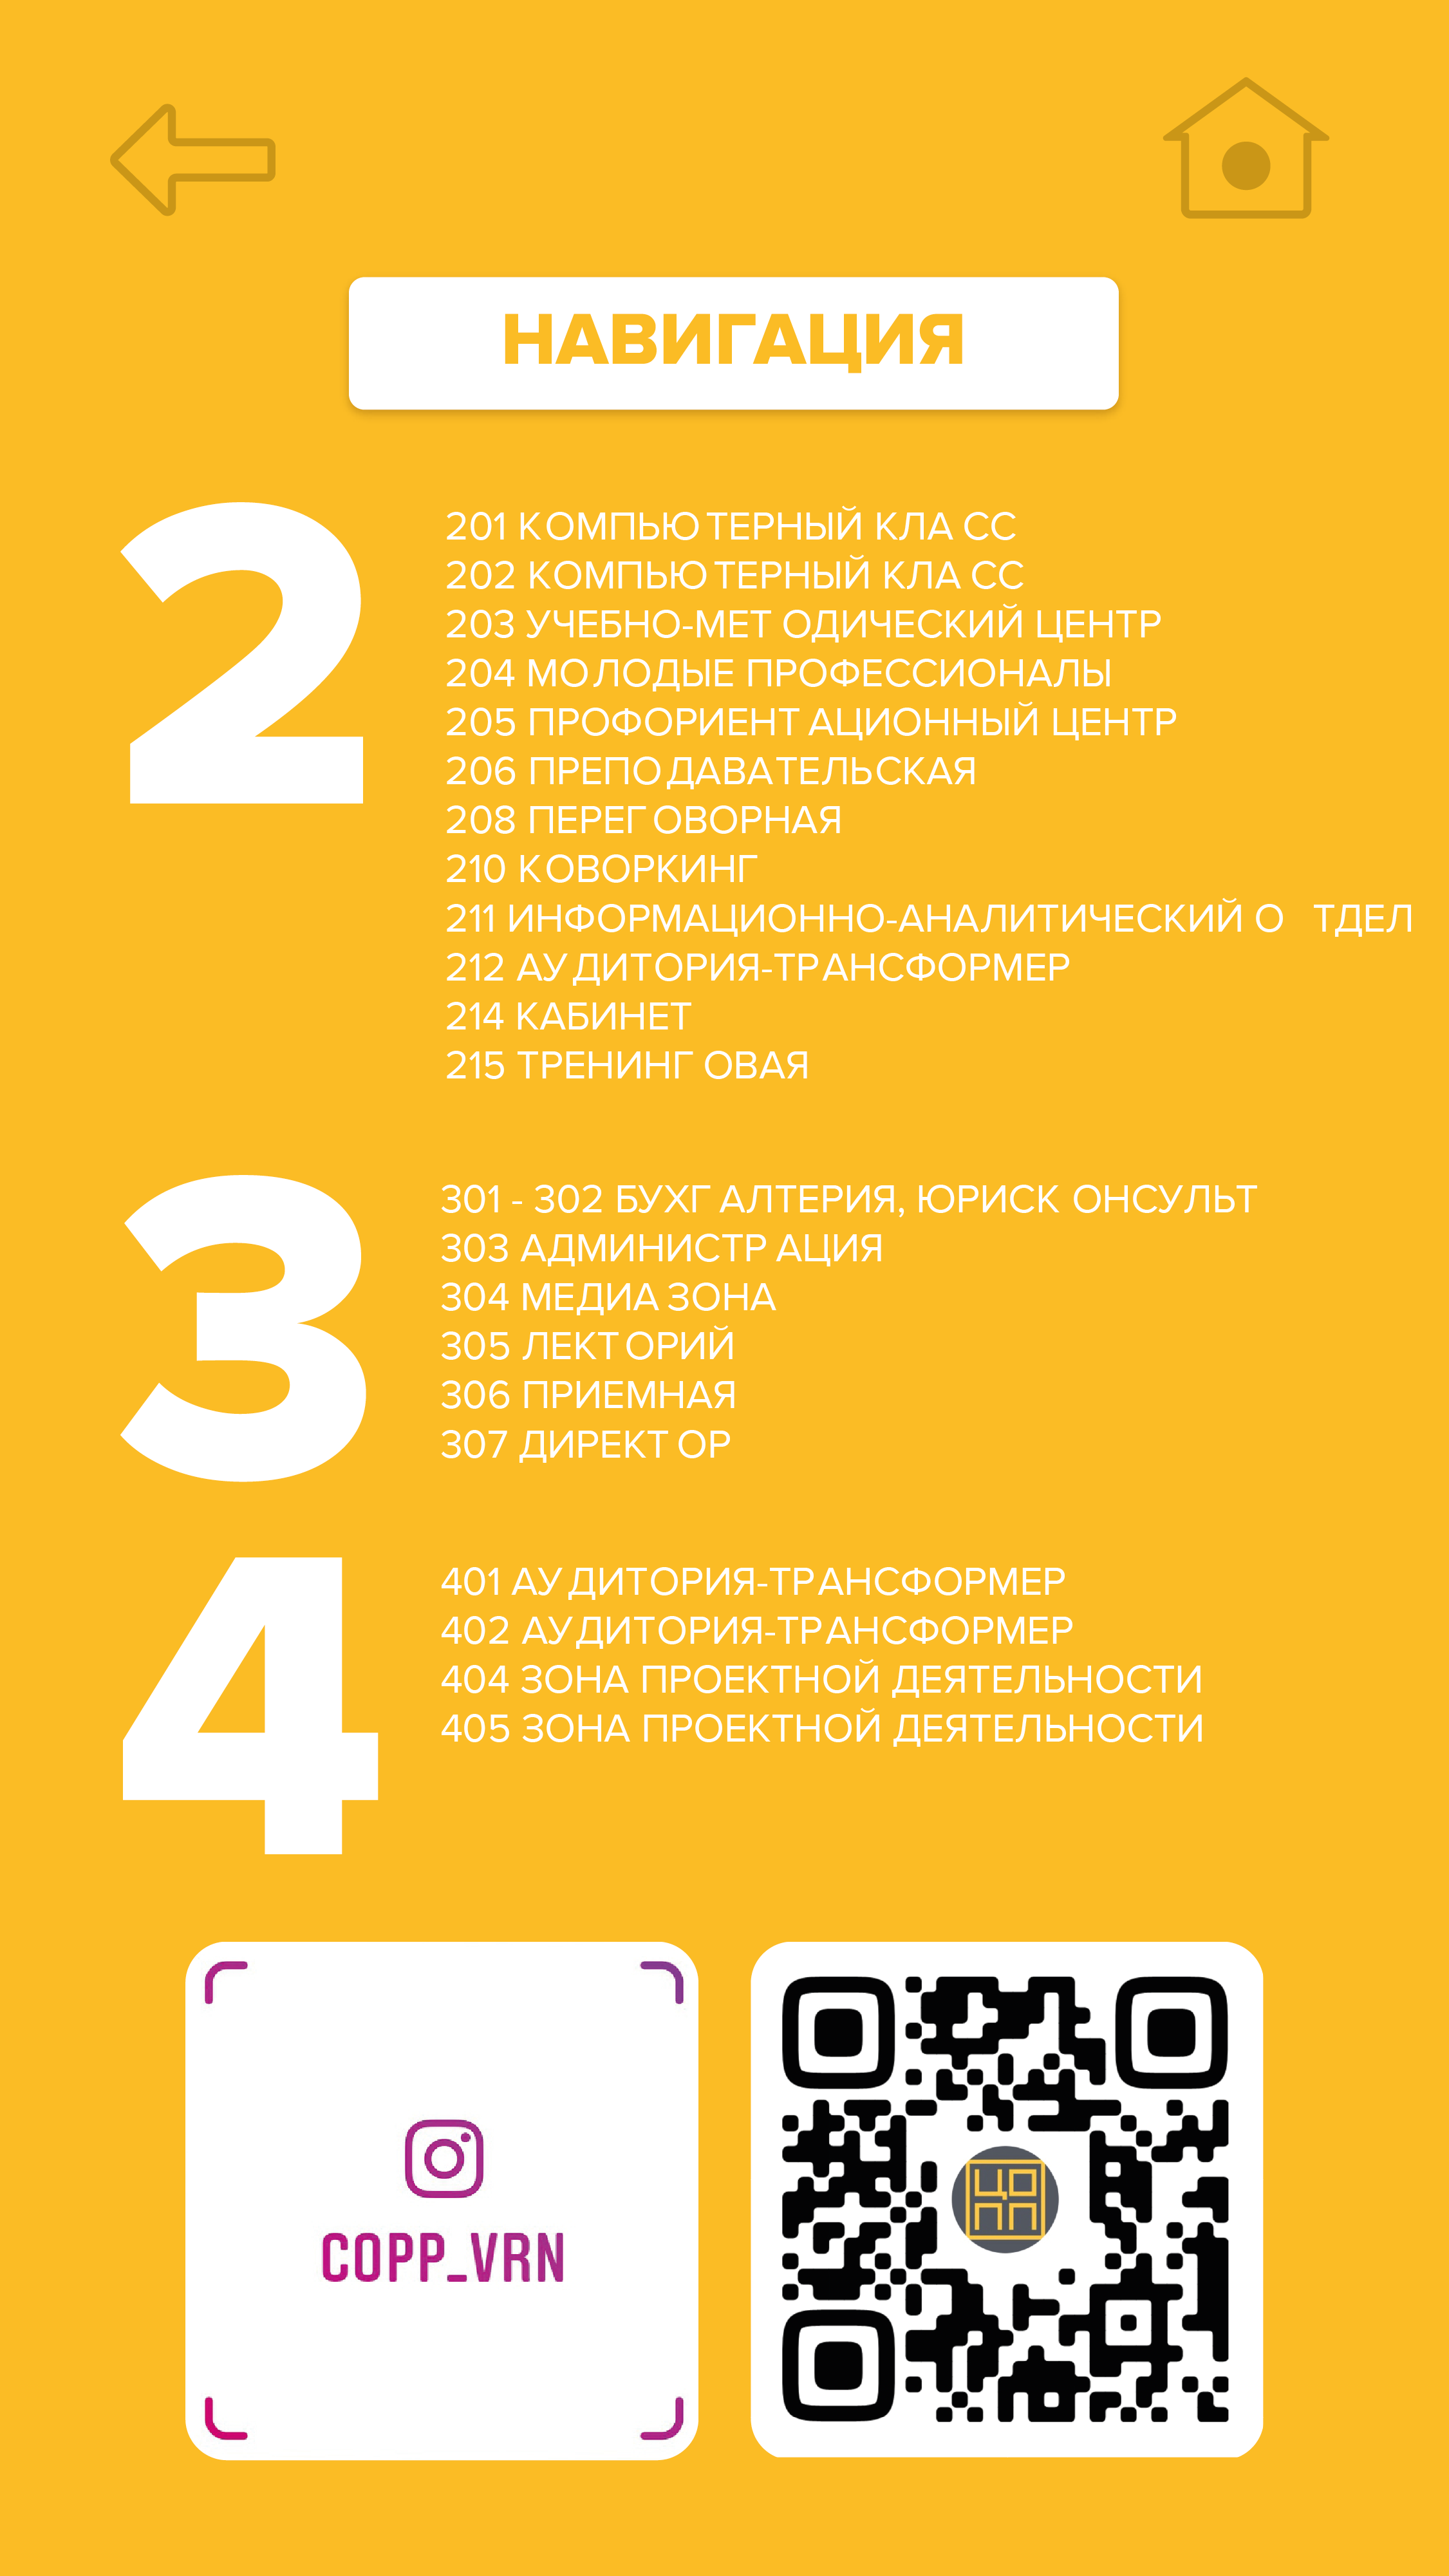 НАВИГАЦИЯ
2
201 КОМПЬЮТЕРНЫЙ КЛАСС
202 КОМПЬЮТЕРНЫЙ КЛАСС
203 УЧЕБНО-МЕТОДИЧЕСКИЙ ЦЕНТР
204 МОЛОДЫЕ ПРОФЕССИОНАЛЫ
205 ПРОФОРИЕНТАЦИОННЫЙ ЦЕНТР
206 ПРЕПОДАВАТЕЛЬСКАЯ
208 ПЕРЕГОВОРНАЯ
210 КОВОРКИНГ
211 ИНФОРМАЦИОННО-АНАЛИТИЧЕСКИЙ ОТДЕЛ
212 АУДИТОРИЯ-ТРАНСФОРМЕР
214 КАБИНЕТ
215 ТРЕНИНГОВАЯ
3
301 - 302 БУХГАЛТЕРИЯ, ЮРИСКОНСУЛЬТ
303 АДМИНИСТРАЦИЯ
304 МЕДИА ЗОНА
305 ЛЕКТОРИЙ
306 ПРИЕМНАЯ
307 ДИРЕКТОР
4
401 АУДИТОРИЯ-ТРАНСФОРМЕР
402 АУДИТОРИЯ-ТРАНСФОРМЕР
404 ЗОНА ПРОЕКТНОЙ ДЕЯТЕЛЬНОСТИ
405 ЗОНА ПРОЕКТНОЙ ДЕЯТЕЛЬНОСТИ
COPP_VRN
ЦОПП